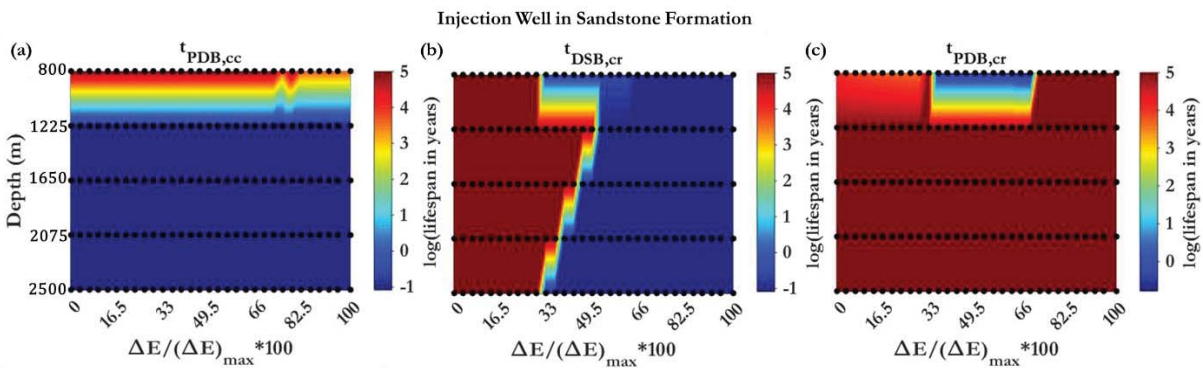 Injection Well in Sandstone Formation
(a) t_PDB,cc
(b) t_DSB,cr
(c) t_PDB,cr
Depth (m)
800
1225
1650
2075
2500
0 16.5 33 49.5 66 82.5 100
ΔE/(ΔE)max *100
5
4
3
2
1
0
-1
log(lifespan in years)
0 16.5 33 49.5 66 82.5 100
ΔE/(ΔE)max *100
5
4
3
2
1
0
-1
log(lifespan in years)
0 16.5 33 49.5 66 82.5 100
ΔE/(ΔE)max *100
5
4
3
2
1
0
log(lifespan in years)